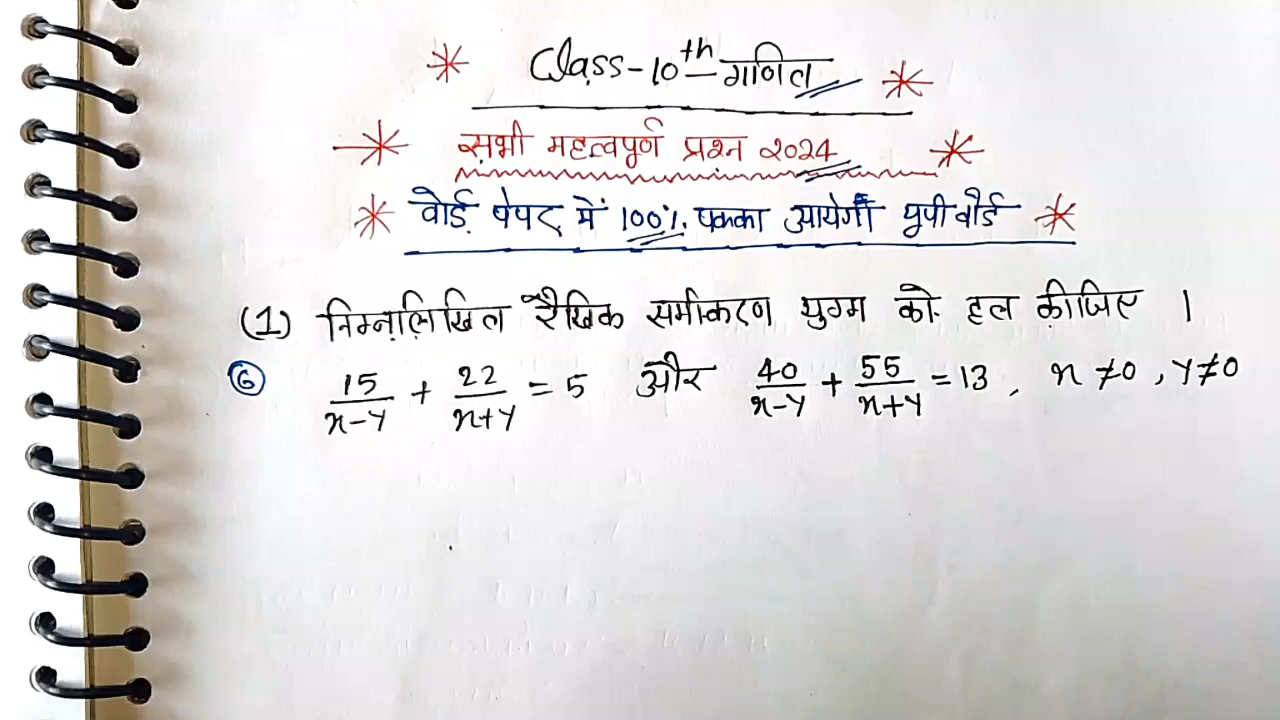 * Class-10th गणित *
* सभी महत्वपूर्ण प्रश्न 2024 *
* बोर्ड पेपर में 100% पक्का आयेगा यूपी बोर्ड *
(1) निम्नलिखित रैखिक समीकरण युग्म को हल कीजिए ।
⑥ 15/(x-y) + 22/(x+y) = 5 और 40/(x-y) + 55/(x+y) = 13, x ≠ 0, y ≠ 0